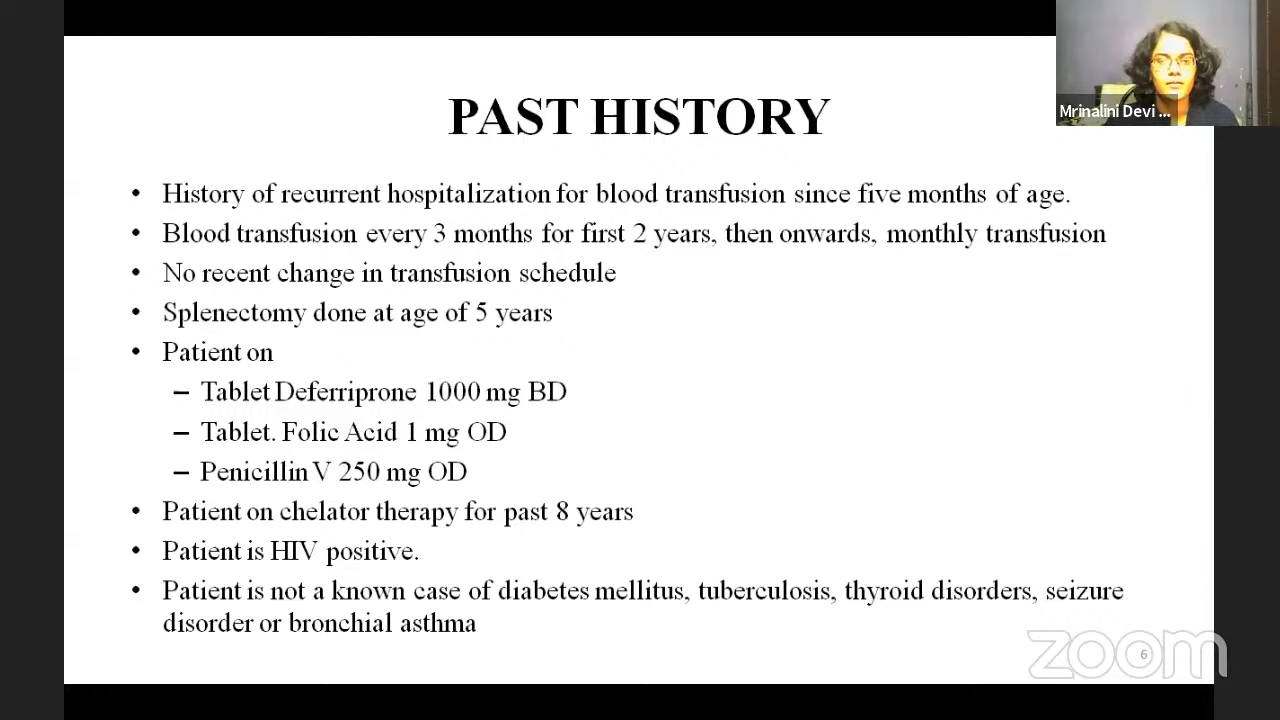 PAST HISTORY
Mrinalini Devi ...
• History of recurrent hospitalization for blood transfusion since five months of age.
• Blood transfusion every 3 months for first 2 years, then onwards, monthly transfusion
• No recent change in transfusion schedule
• Splenectomy done at age of 5 years
• Patient on
– Tablet Deferriprone 1000 mg BD
– Tablet. Folic Acid 1 mg OD
– Penicillin V 250 mg OD
• Patient on chelator therapy for past 8 years
• Patient is HIV positive.
• Patient is not a known case of diabetes mellitus, tuberculosis, thyroid disorders, seizure
disorder or bronchial asthma
zoom
6